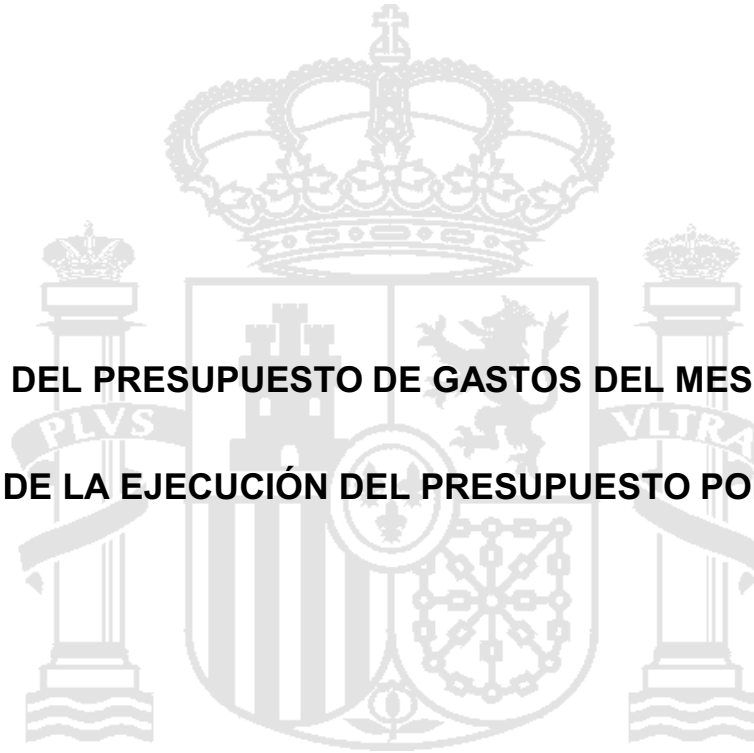 DEL PRESUPUESTO DE GASTOS DEL MES
PLVS
VLTRA
DE LA EJECUCIÓN DEL PRESUPUESTO PO